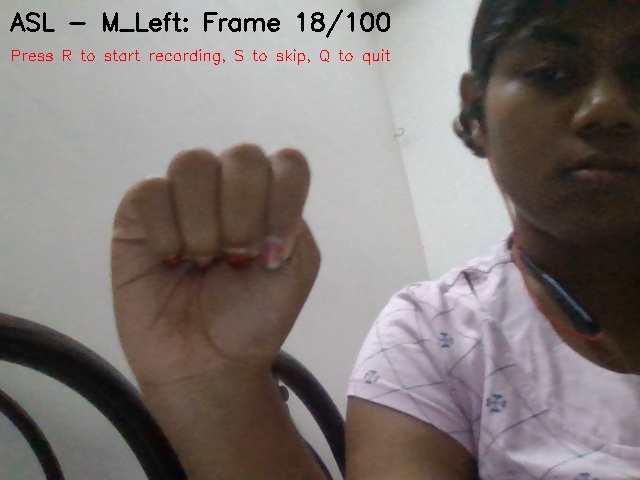 ASL - M_Left: Frame 18/100
Press R to start recording, S to skip, Q to quit